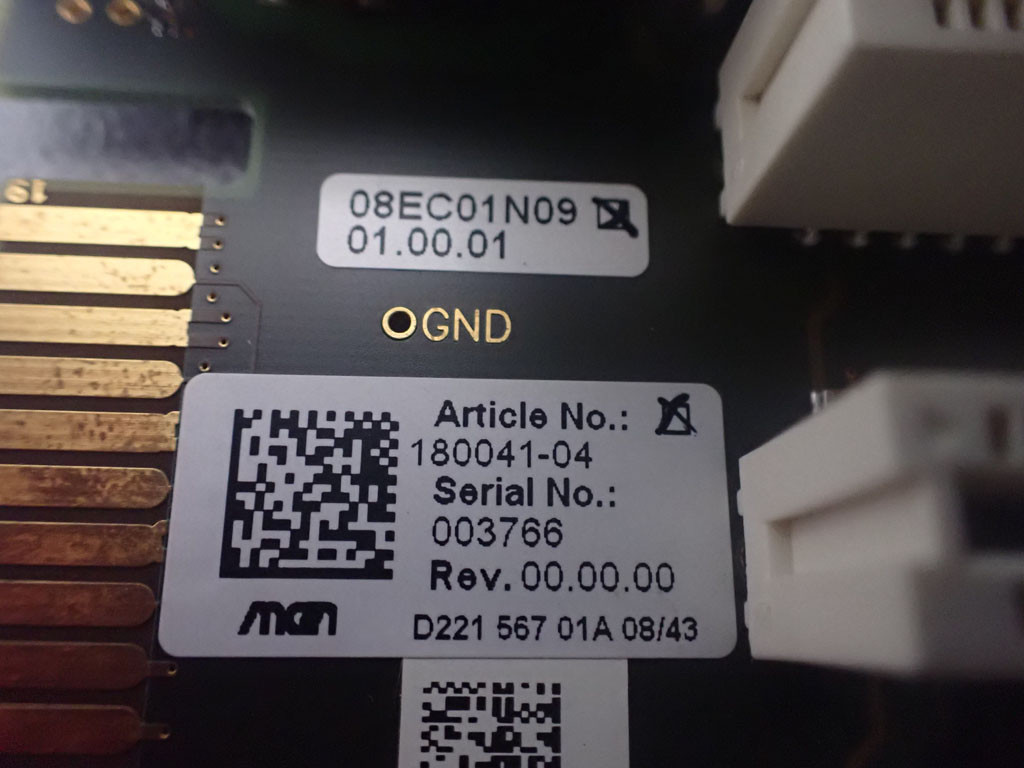 1S
08EC01N09
01.00.01
GND
Article No.:
180041-04
Serial No.:
003766
Rev. 00.00.00
man
D221 567 01A 08/43